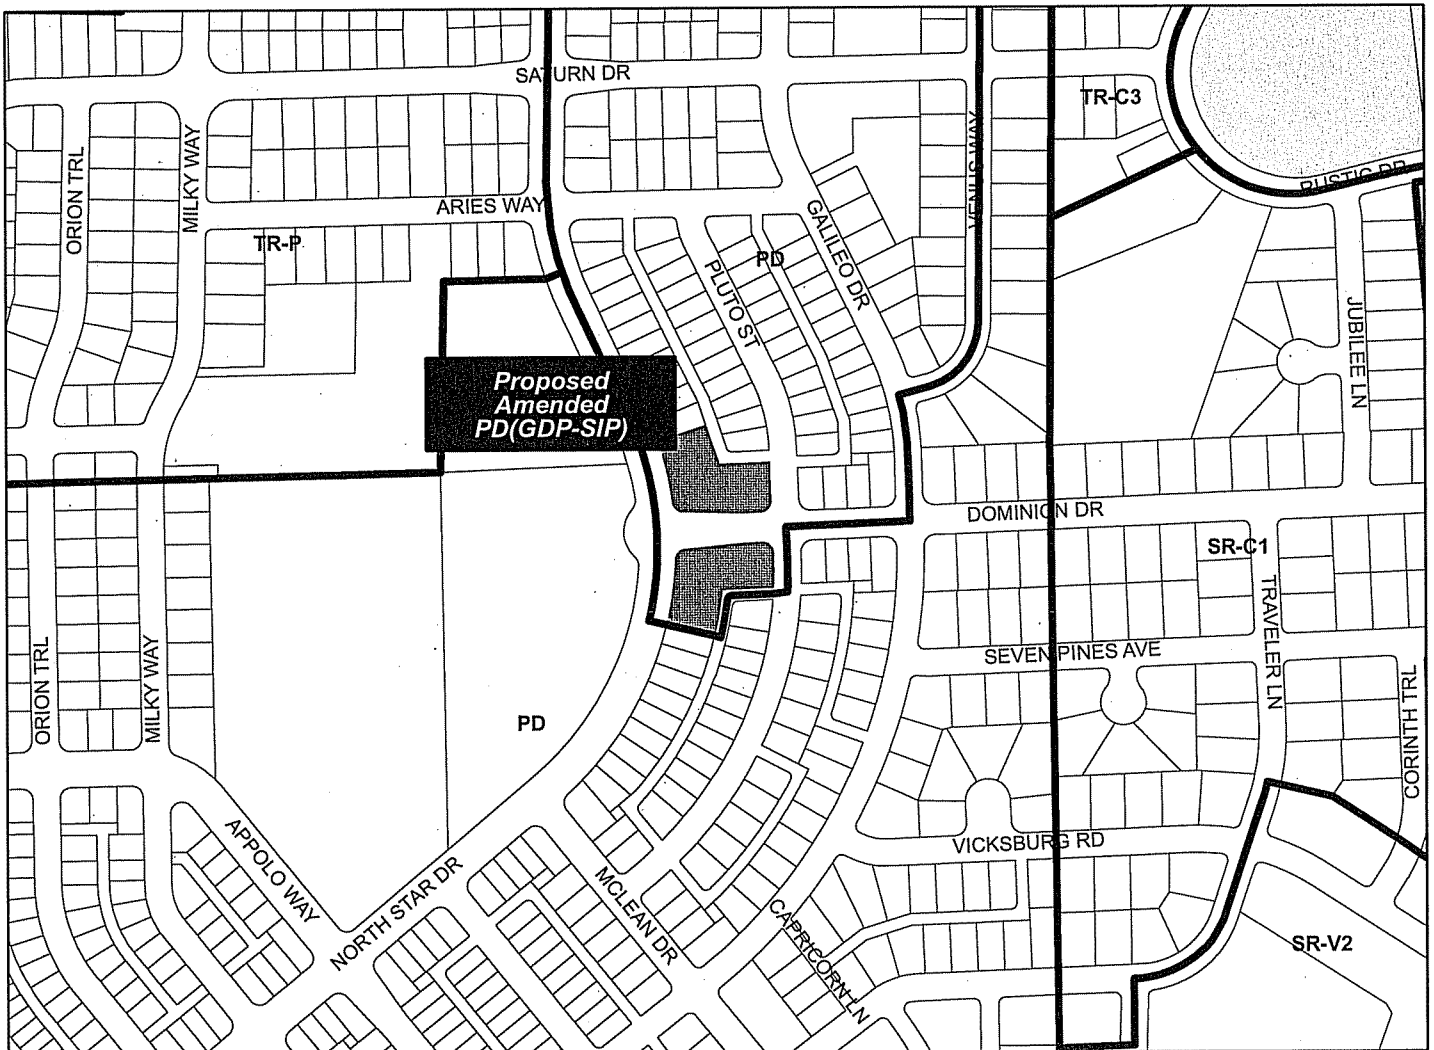 SATURN DR
TR-C3
ORION TRL
MILKY WAY
VENUS WAY
RUSTIC DR
ARIES WAY
GALILEO DR
TR-P
PD
PLUTO ST
JUBILEE LN
Proposed
Amended
PD(GDP-SIP)
DOMINION DR
SR-C1
TRAVELER LN
SEVEN PINES AVE
ORION TRL
MILKY WAY
CORINTH TRL
PD
APPOLO WAY
VICKSBURG RD
NORTH STAR DR
MCLEAN DR
CAPRICORN LN
SR-V2